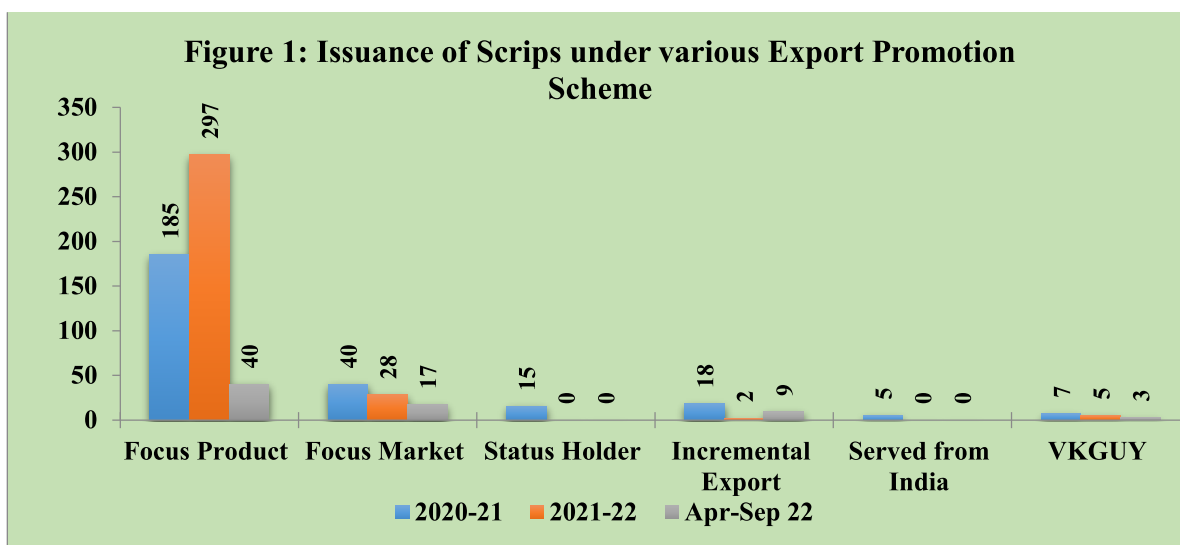 Figure 1: Issuance of Scrips under various Export Promotion
Scheme
350
300
250
200
150
100
50
0
185
297
40
40
28
17
15
0
0
18
2
9
5
0
0
7
5
3
Focus Product
Focus Market
Status Holder
Incremental
Export
Served from
India
VKGUY
2020-21
2021-22
Apr-Sep 22